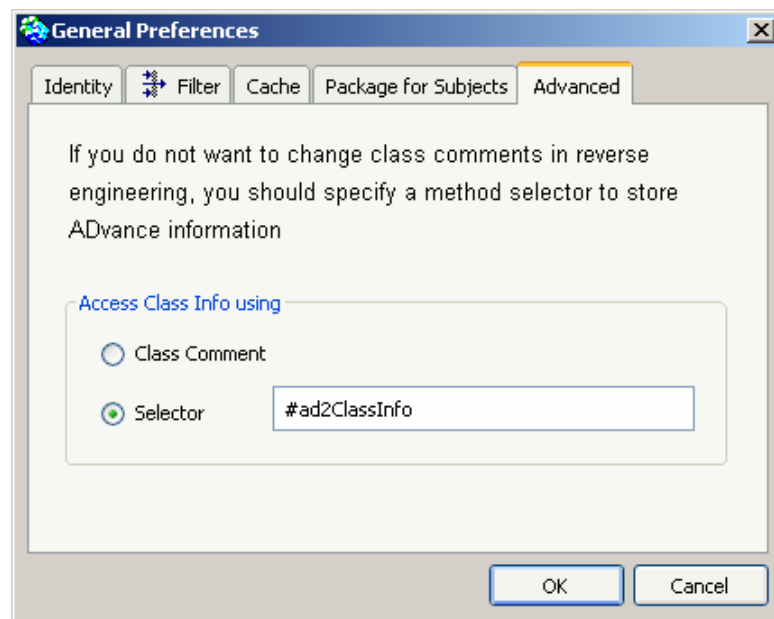 General Preferences
Identity Filter Cache Package for Subjects Advanced
If you do not want to change class comments in reverse
engineering, you should specify a method selector to store
ADvance information
Access Class Info using
Class Comment
Selector #ad2ClassInfo
OK Cancel